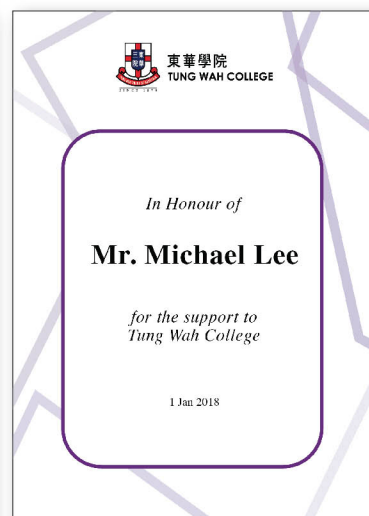 東華學院
TUNG WAH COLLEGE
In Honour of
Mr. Michael Lee
for the support to
Tung Wah College
1 Jan 2018